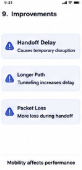 9:41
9. Improvements
Handoff Delay
Causes temporary disruption
Longer Path
Tunneling increases delay
Packet Loss
More loss during handoff
Mobility affects performance